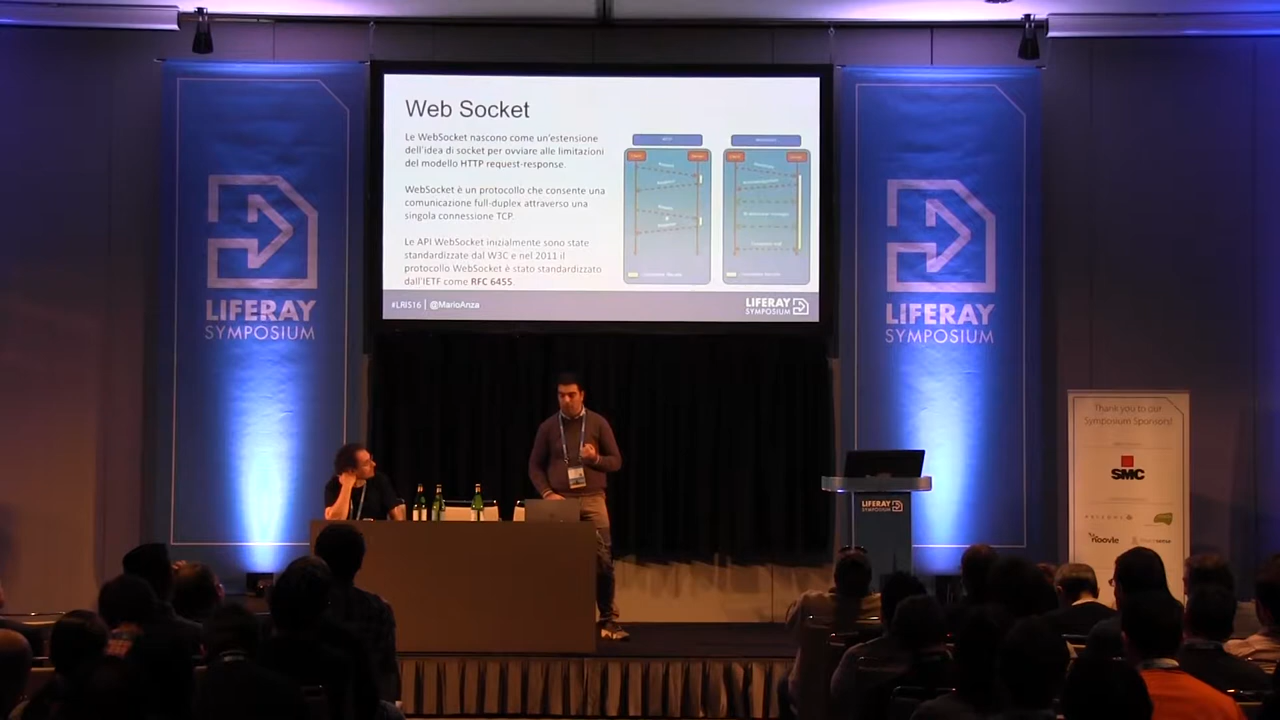 LIFERAY
SYMPOSIUM
Web Socket
Le WebSocket nascono come un'estensione
dell'idea di socket per ovviare alle limitazioni
del modello HTTP request-response.
WebSocket è un protocollo che consente una
comunicazione full-duplex attraverso una
singola connessione TCP.
Le API WebSocket inizialmente sono state
standardizzate dal W3C e nel 2011 il
protocollo WebSocket è stato standardizzato
dall'IETF come RFC 6455.
#LRIS16 | @MarioAnza
LIFERAY
SYMPOSIUM
LIFERAY
SYMPOSIUM
LIFERAY
SYMPOSIUM
Thank you to our
Symposium Sponsors!
SMC
noovle